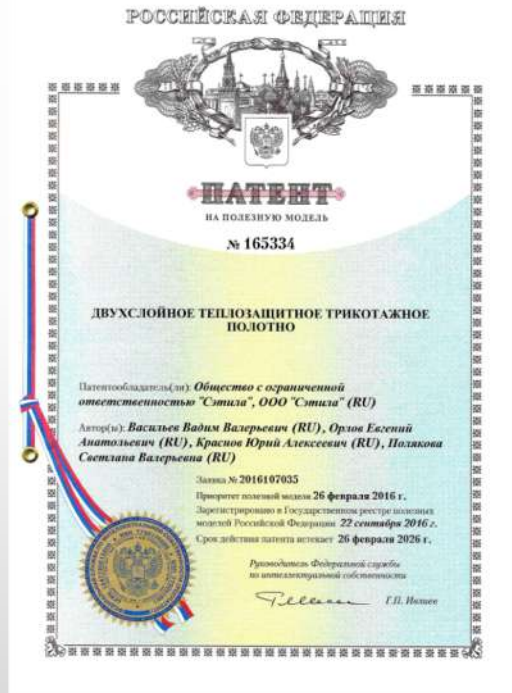 РОССИЙСКАЯ ФЕДЕРАЦИЯ
ПАТЕНТ
НА ПОЛЕЗНУЮ МОДЕЛЬ
№ 165334
ДВУХСЛОЙНОЕ ТЕПЛОЗАЩИТНОЕ ТРИКОТАЖНОЕ
ПОЛОТНО
Патентообладатель(ли): Общество с ограниченной
ответственностью "Сэтила", ООО "Сэтила" (RU)
Автор(ы): Васильев Вадим Валерьевич (RU), Орлов Евгений
Анатольевич (RU), Краснов Юрий Алексеевич (RU), Полякова
Светлана Валерьевна (RU)
Заявка № 2016107035
Приоритет полезной модели 26 февраля 2016 г.
Зарегистрировано в Государственном реестре полезных
моделей Российской Федерации 22 сентября 2016 г.
Срок действия патента истекает 26 февраля 2026 г.
Руководитель Федеральной службы
по интеллектуальной собственности
Г.П. Ивлиев